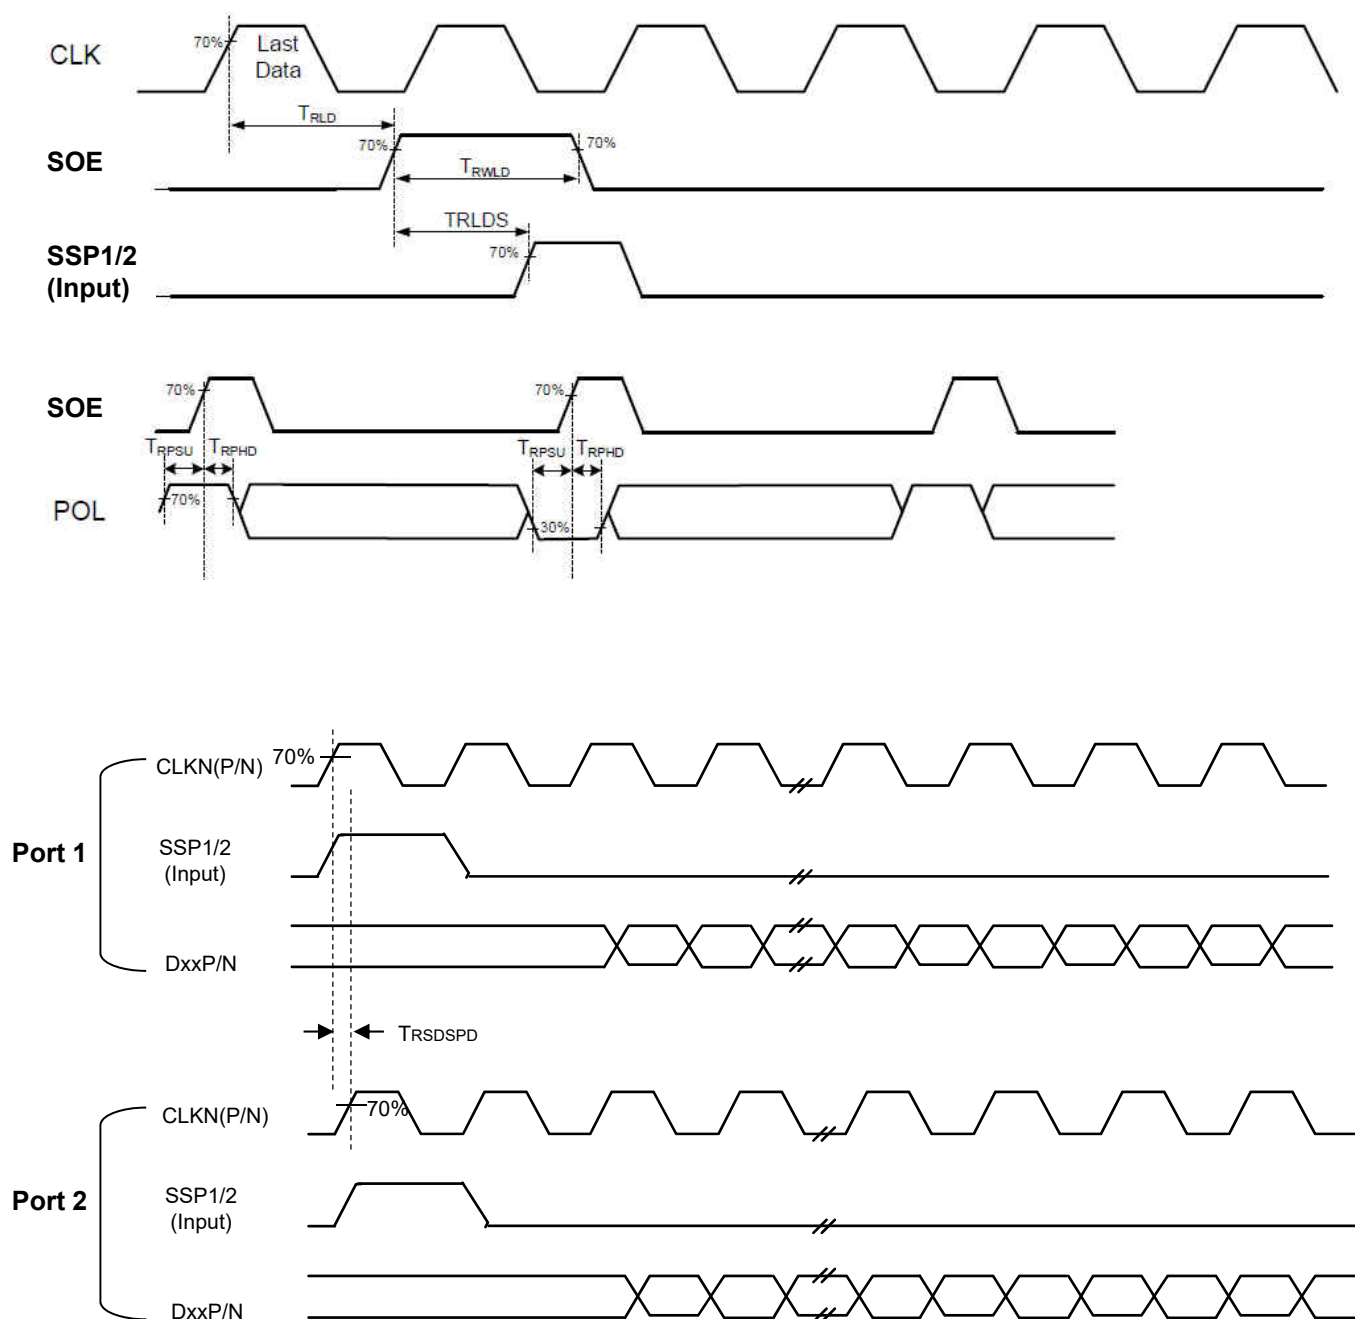 CLK
70%
Last
Data
TRLD
SOE
70%
70%
TRWLD
TRLDS
SSP1/2
(Input)
70%
SOE
70%
70%
TRPSU
TRPHD
TRPSU
TRPHD
POL
70%
30%
Port 1
CLKN(P/N)
70%
SSP1/2
(Input)
DxxP/N
TRSDSPD
Port 2
CLKN(P/N)
70%
SSP1/2
(Input)
DxxP/N